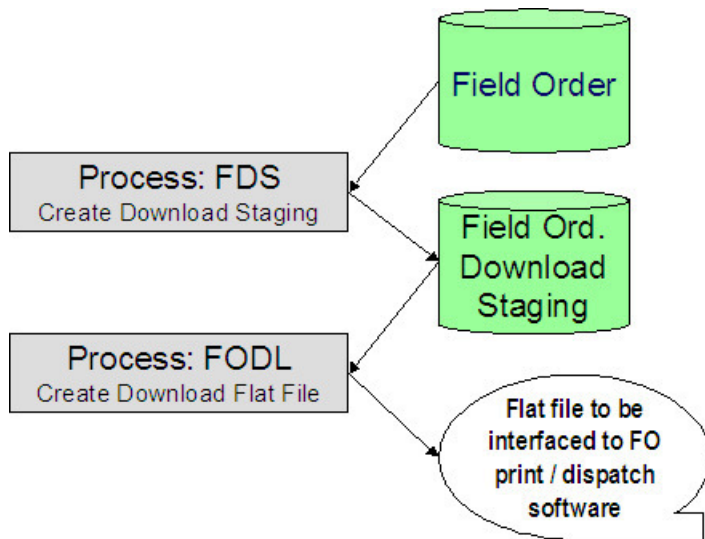 Field Order
Process: FDS
Create Download Staging
Field Ord.
Download
Staging
Process: FODL
Create Download Flat File
Flat file to be
interfaced to FO
print / dispatch
software